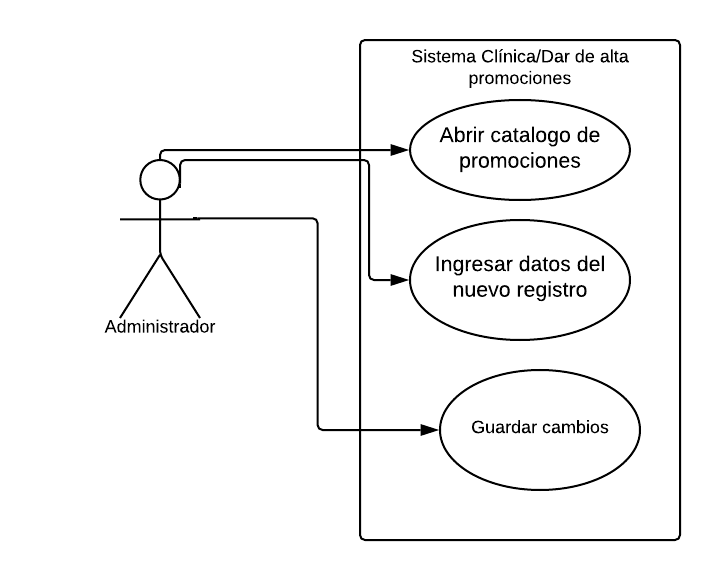 Sistema Clínica/Dar de alta
promociones
Abrir catalogo de
promociones
Ingresar datos del
nuevo registro
Administrador
Guardar cambios